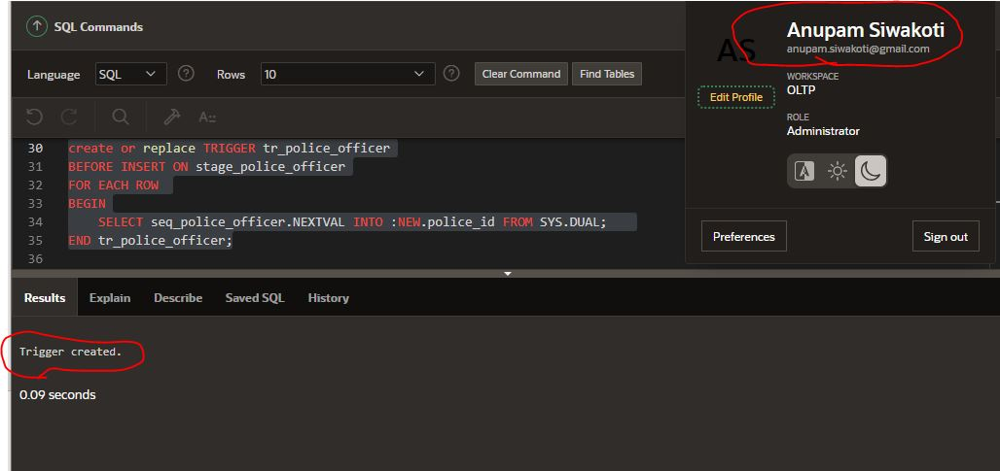 SQL Commands
Language SQL Rows 10 Clear Command Find Tables
30 create or replace TRIGGER tr_police_officer
31 BEFORE INSERT ON stage_police_officer
32 FOR EACH ROW
33 BEGIN
34 SELECT seq_police_officer.NEXTVAL INTO :NEW.police_id FROM SYS.DUAL;
35 END tr_police_officer;
36
AS
Anupam Siwakoti
anupam.siwakoti@gmail.com
Edit Profile
WORKSPACE
OLTP
ROLE
Administrator
Preferences Sign out
Results Explain Describe Saved SQL History
Trigger created.
0.09 seconds